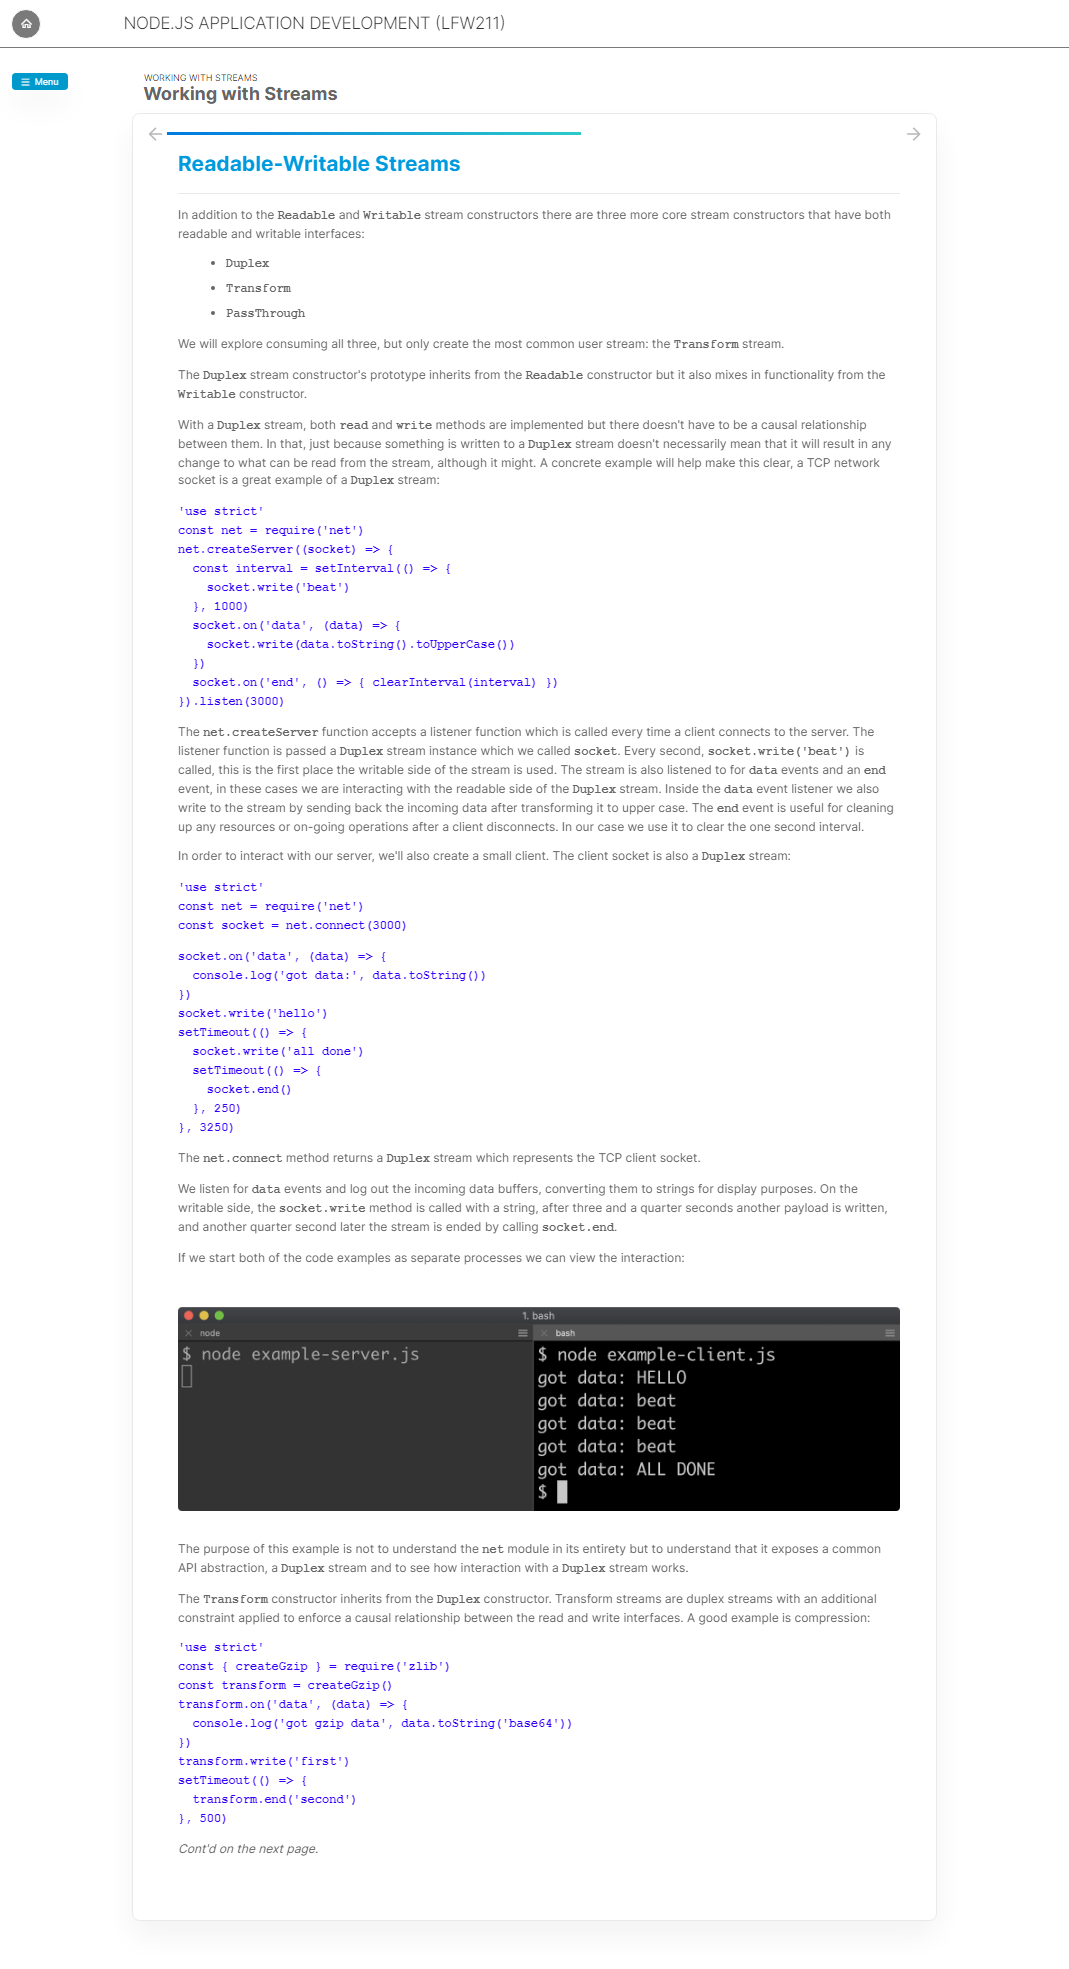 NODE.JS APPLICATION DEVELOPMENT (LFW211)
Menu
WORKING WITH STREAMS
Working with Streams
Readable-Writable Streams
In addition to the Readable and Writable stream constructors there are three more core stream constructors that have both
readable and writable interfaces:
• Duplex
• Transform
• PassThrough
We will explore consuming all three, but only create the most common user stream: the Transform stream.
The Duplex stream constructor's prototype inherits from the Readable constructor but it also mixes in functionality from the
Writable constructor.
With a Duplex stream, both read and write methods are implemented but there doesn't have to be a causal relationship
between them. In that, just because something is written to a Duplex stream doesn't necessarily mean that it will result in any
change to what can be read from the stream, although it might. A concrete example will help make this clear, a TCP network
socket is a great example of a Duplex stream:
'use strict'
const net = require('net')
net.createServer((socket) => {
  const interval = setInterval(() => {
    socket.write('beat')
  }, 1000)
  socket.on('data', (data) => {
    socket.write(data.toString().toUpperCase())
  })
  socket.on('end', () => { clearInterval(interval) })
}).listen(3000)
The net.createServer function accepts a listener function which is called every time a client connects to the server. The
listener function is passed a Duplex stream instance which we called socket. Every second, socket.write('beat') is
called, this is the first place the writable side of the stream is used. The stream is also listened to for data events and an end
event, in these cases we are interacting with the readable side of the Duplex stream. Inside the data event listener we also
write to the stream by sending back the incoming data after transforming it to upper case. The end event is useful for cleaning
up any resources or on-going operations after a client disconnects. In our case we use it to clear the one second interval.
In order to interact with our server, we'll also create a small client. The client socket is also a Duplex stream:
'use strict'
const net = require('net')
const socket = net.connect(3000)
socket.on('data', (data) => {
  console.log('got data:', data.toString())
})
socket.write('hello')
setTimeout(() => {
  socket.write('all done')
  setTimeout(() => {
    socket.end()
  }, 250)
}, 3250)
The net.connect method returns a Duplex stream which represents the TCP client socket.
We listen for data events and log out the incoming data buffers, converting them to strings for display purposes. On the
writable side, the socket.write method is called with a string, after three and a quarter seconds another payload is written,
and another quarter second later the stream is ended by calling socket.end.
If we start both of the code examples as separate processes we can view the interaction:
1. bash
node
bash
$ node example-server.js
$ node example-client.js
got data: HELLO
got data: beat
got data: beat
got data: beat
got data: ALL DONE
$
The purpose of this example is not to understand the net module in its entirety but to understand that it exposes a common
API abstraction, a Duplex stream and to see how interaction with a Duplex stream works.
The Transform constructor inherits from the Duplex constructor. Transform streams are duplex streams with an additional
constraint applied to enforce a causal relationship between the read and write interfaces. A good example is compression:
'use strict'
const { createGzip } = require('zlib')
const transform = createGzip()
transform.on('data', (data) => {
  console.log('got gzip data', data.toString('base64'))
})
transform.write('first')
setTimeout(() => {
  transform.end('second')
}, 500)
Cont'd on the next page.